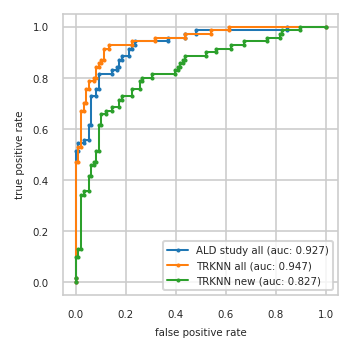 1.0
0.8
0.6
0.4
0.2
0.0
true positive rate
ALD study all (auc: 0.927)
TRKNN all (auc: 0.947)
TRKNN new (auc: 0.827)
0.0 0.2 0.4 0.6 0.8 1.0
false positive rate